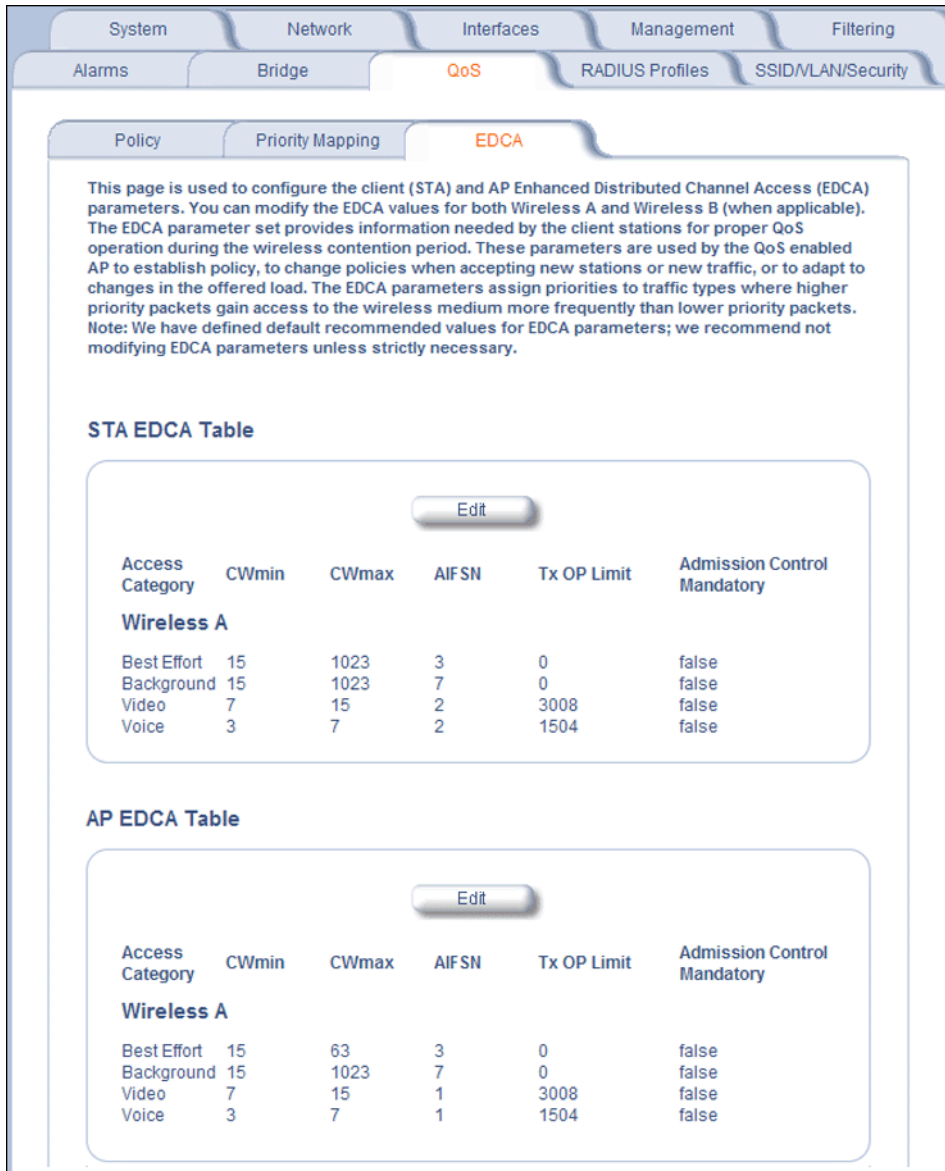 System Network Interfaces Management Filtering
Alarms Bridge QoS RADIUS Profiles SSID/VLAN/Security
Policy Priority Mapping EDCA
This page is used to configure the client (STA) and AP Enhanced Distributed Channel Access (EDCA)
parameters. You can modify the EDCA values for both Wireless A and Wireless B (when applicable).
The EDCA parameter set provides information needed by the client stations for proper QoS
operation during the wireless contention period. These parameters are used by the QoS enabled
AP to establish policy, to change policies when accepting new stations or new traffic, or to adapt to
changes in the offered load. The EDCA parameters assign priorities to traffic types where higher
priority packets gain access to the wireless medium more frequently than lower priority packets.
Note: We have defined default recommended values for EDCA parameters; we recommend not
modifying EDCA parameters unless strictly necessary.
STA EDCA Table
Edit
Access Category CWmin CWmax AIFSN Tx OP Limit Admission Control Mandatory
Wireless A
Best Effort 15 1023 3 0 false
Background 15 1023 7 0 false
Video 7 15 2 3008 false
Voice 3 7 2 1504 false
AP EDCA Table
Edit
Access Category CWmin CWmax AIFSN Tx OP Limit Admission Control Mandatory
Wireless A
Best Effort 15 63 3 0 false
Background 15 1023 7 0 false
Video 7 15 1 3008 false
Voice 3 7 1 1504 false